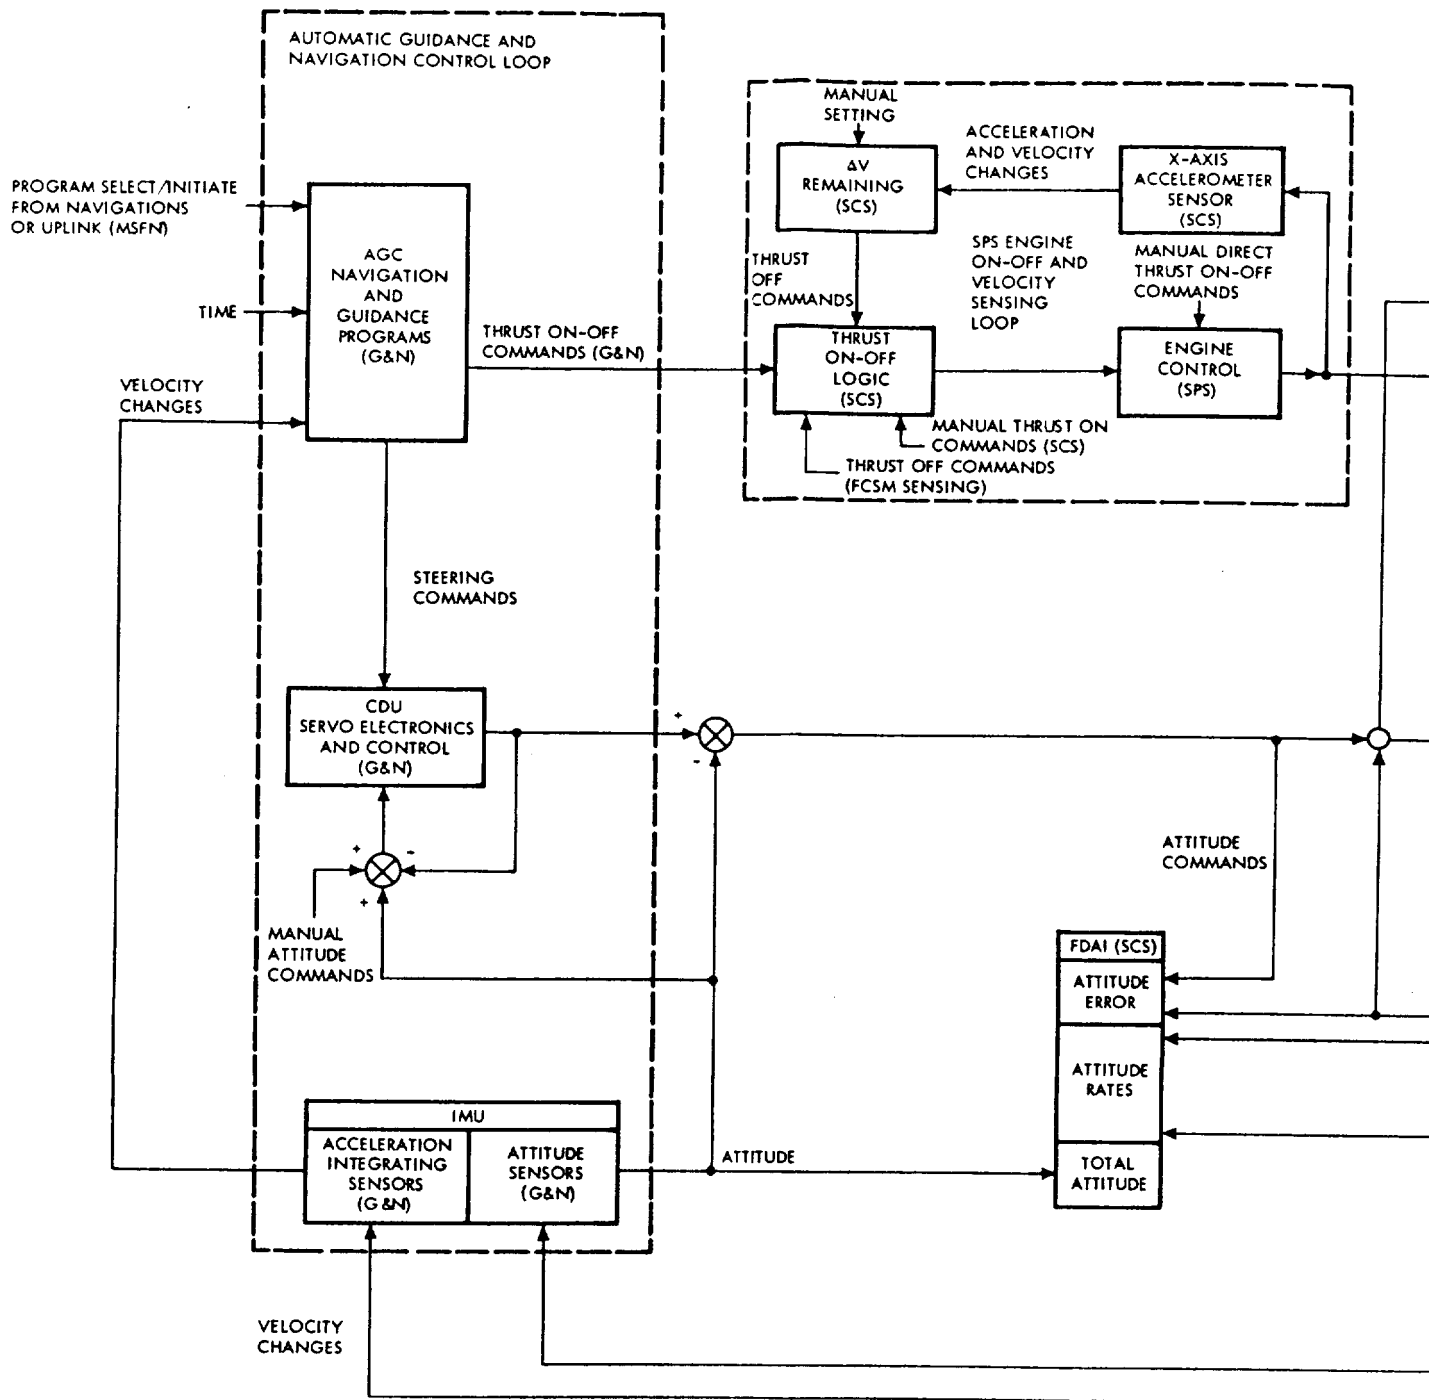 AUTOMATIC GUIDANCE AND
NAVIGATION CONTROL LOOP
PROGRAM SELECT/INITIATE
FROM NAVIGATIONS
OR UPLINK (MSFN)
TIME
VELOCITY
CHANGES
AGC
NAVIGATION
AND
GUIDANCE
PROGRAMS
(G&N)
THRUST ON-OFF
COMMANDS (G&N)
MANUAL
SETTING
ΔV
REMAINING
(SCS)
ACCELERATION
AND VELOCITY
CHANGES
X-AXIS
ACCELEROMETER
SENSOR
(SCS)
THRUST
OFF
COMMANDS
SPS ENGINE
ON-OFF AND
VELOCITY
SENSING
LOOP
MANUAL DIRECT
THRUST ON-OFF
COMMANDS
THRUST
ON-OFF
LOGIC
(SCS)
ENGINE
CONTROL
(SPS)
MANUAL THRUST ON
COMMANDS (SCS)
THRUST OFF COMMANDS
(FCSM SENSING)
STEERING
COMMANDS
CDU
SERVO ELECTRONICS
AND CONTROL
(G&N)
+
-
+
-
+
MANUAL
ATTITUDE
COMMANDS
ATTITUDE
COMMANDS
FDAI (SCS)
ATTITUDE
ERROR
ATTITUDE
RATES
TOTAL
ATTITUDE
IMU
ACCELERATION
INTEGRATING
SENSORS
(G&N)
ATTITUDE
SENSORS
(G&N)
ATTITUDE
VELOCITY
CHANGES